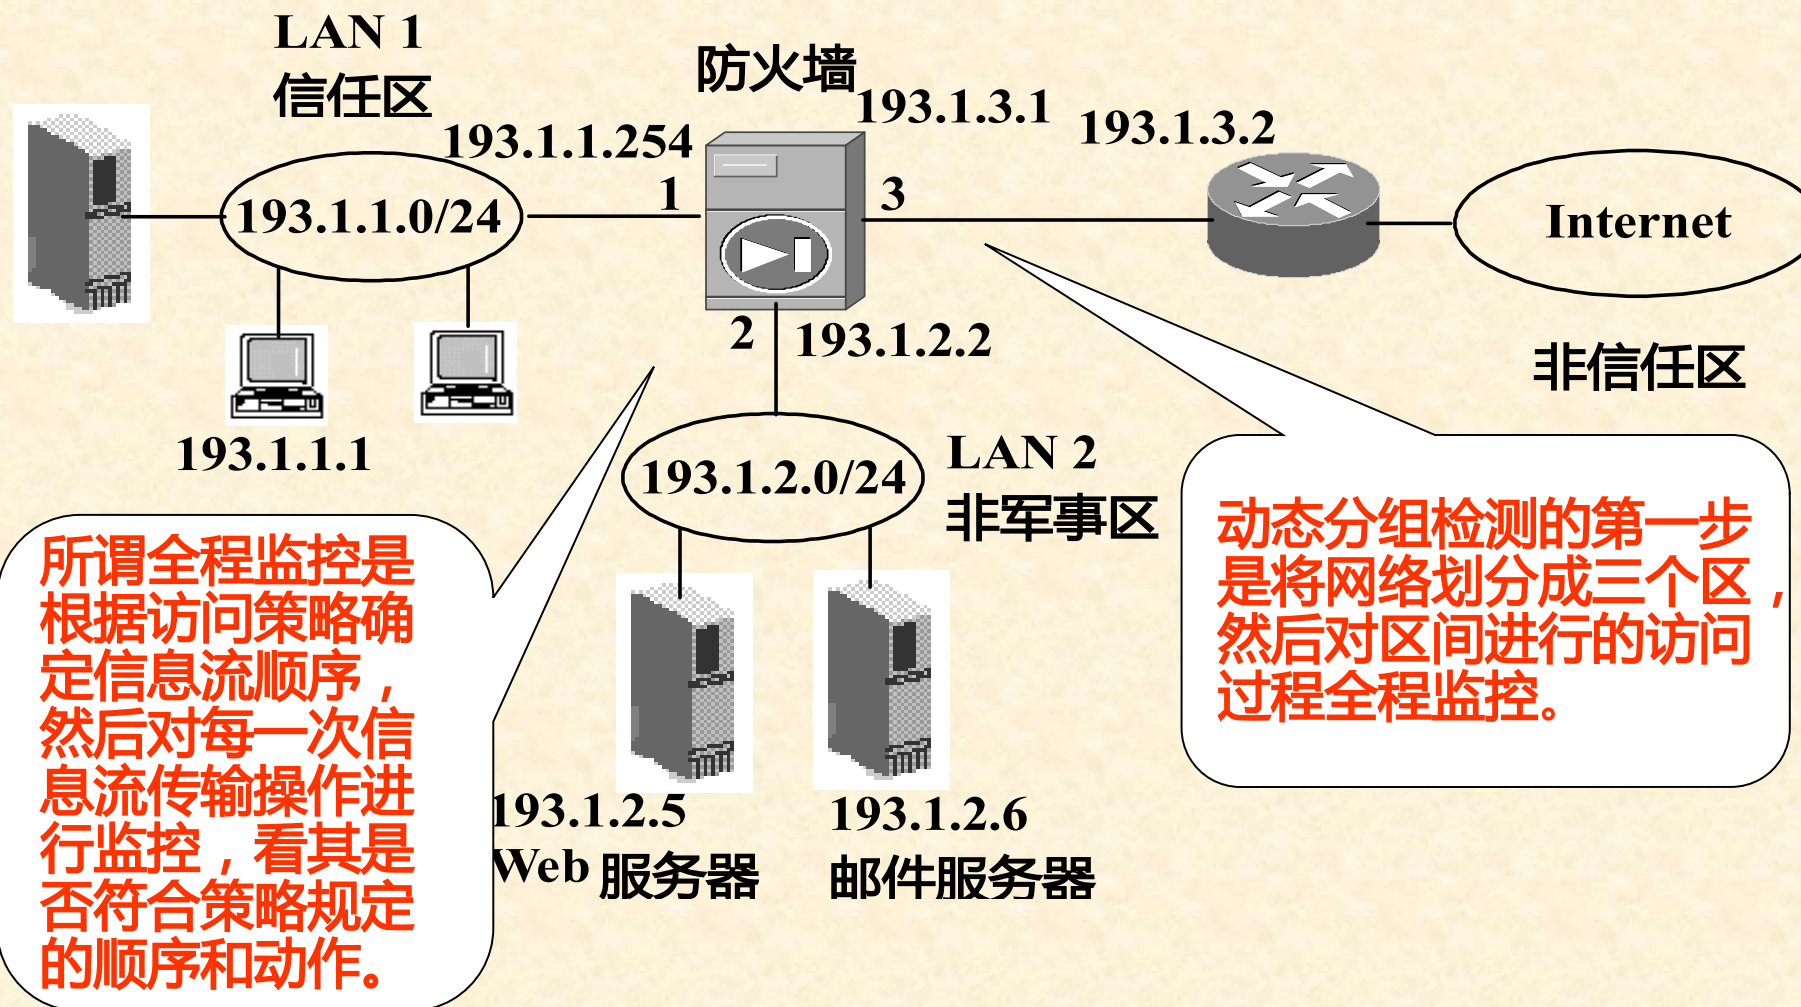 LAN 1
信任区
防火墙
193.1.3.1
193.1.3.2
193.1.1.254
1
3
193.1.1.0/24
Internet
2
193.1.2.2
非信任区
193.1.1.1
LAN 2
193.1.2.0/24
非军事区
动态分组检测的第一步
是将网络划分成三个区，
然后对区间进行的访问
过程全程监控。
所谓全程监控是
根据访问策略确
定信息流顺序，
然后对每一次信
息流传输操作进
行监控，看其是
否符合策略规定
的顺序和动作。
193.1.2.5
Web 服务器
193.1.2.6
邮件服务器